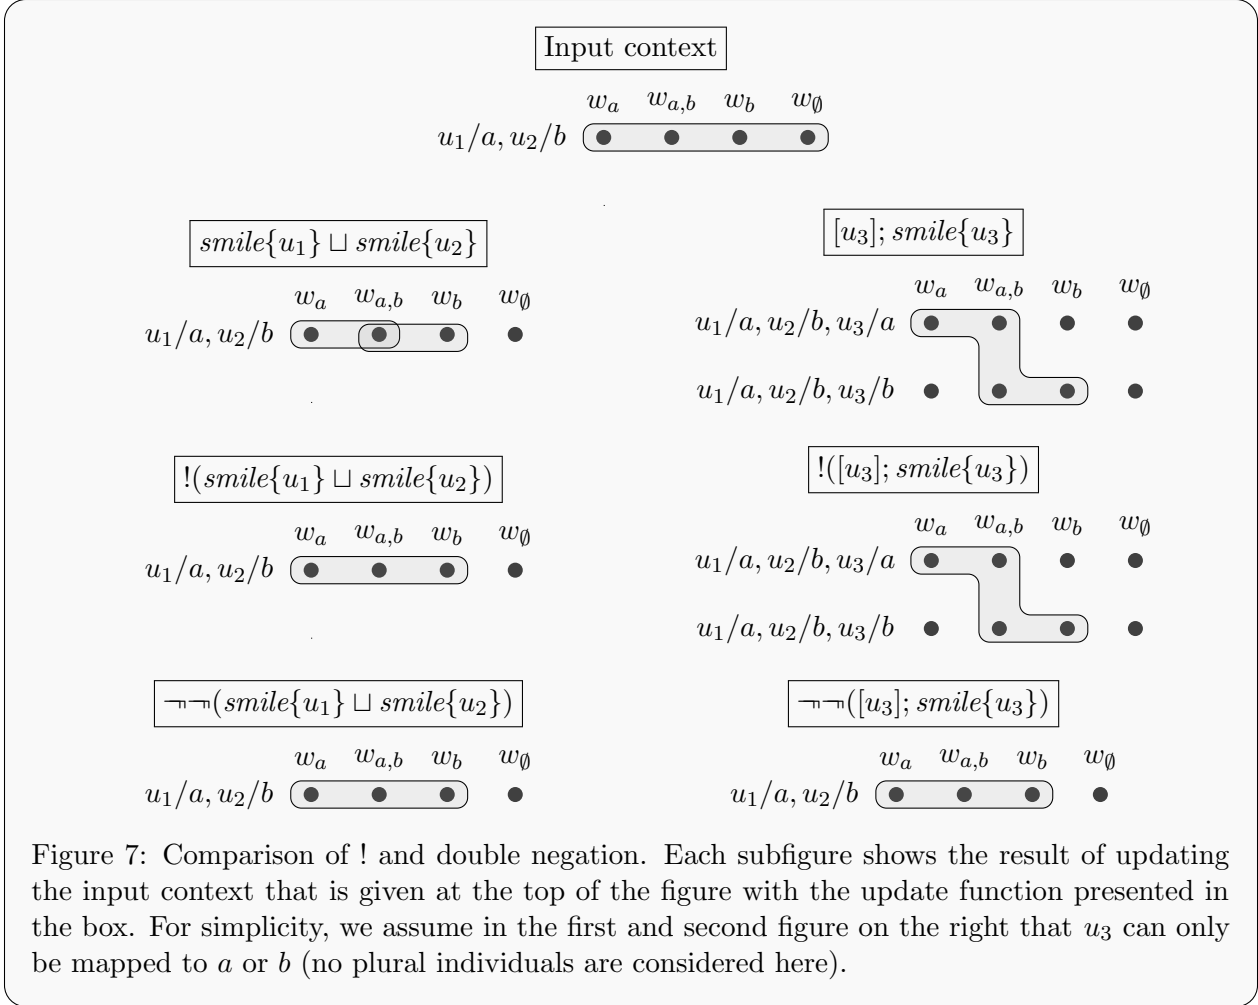 Input context
w_a w_{a,b} w_b w_∅
u_1/a, u_2/b
smile{u_1} ⊔ smile{u_2}
w_a w_{a,b} w_b w_∅
u_1/a, u_2/b
[u_3]; smile{u_3}
w_a w_{a,b} w_b w_∅
u_1/a, u_2/b, u_3/a
u_1/a, u_2/b, u_3/b
!(smile{u_1} ⊔ smile{u_2})
w_a w_{a,b} w_b w_∅
u_1/a, u_2/b
!([u_3]; smile{u_3})
w_a w_{a,b} w_b w_∅
u_1/a, u_2/b, u_3/a
u_1/a, u_2/b, u_3/b
¬¬(smile{u_1} ⊔ smile{u_2})
w_a w_{a,b} w_b w_∅
u_1/a, u_2/b
¬¬([u_3]; smile{u_3})
w_a w_{a,b} w_b w_∅
u_1/a, u_2/b
Figure 7: Comparison of ! and double negation. Each subfigure shows the result of updating
the input context that is given at the top of the figure with the update function presented in
the box. For simplicity, we assume in the first and second figure on the right that u_3 can only
be mapped to a or b (no plural individuals are considered here).